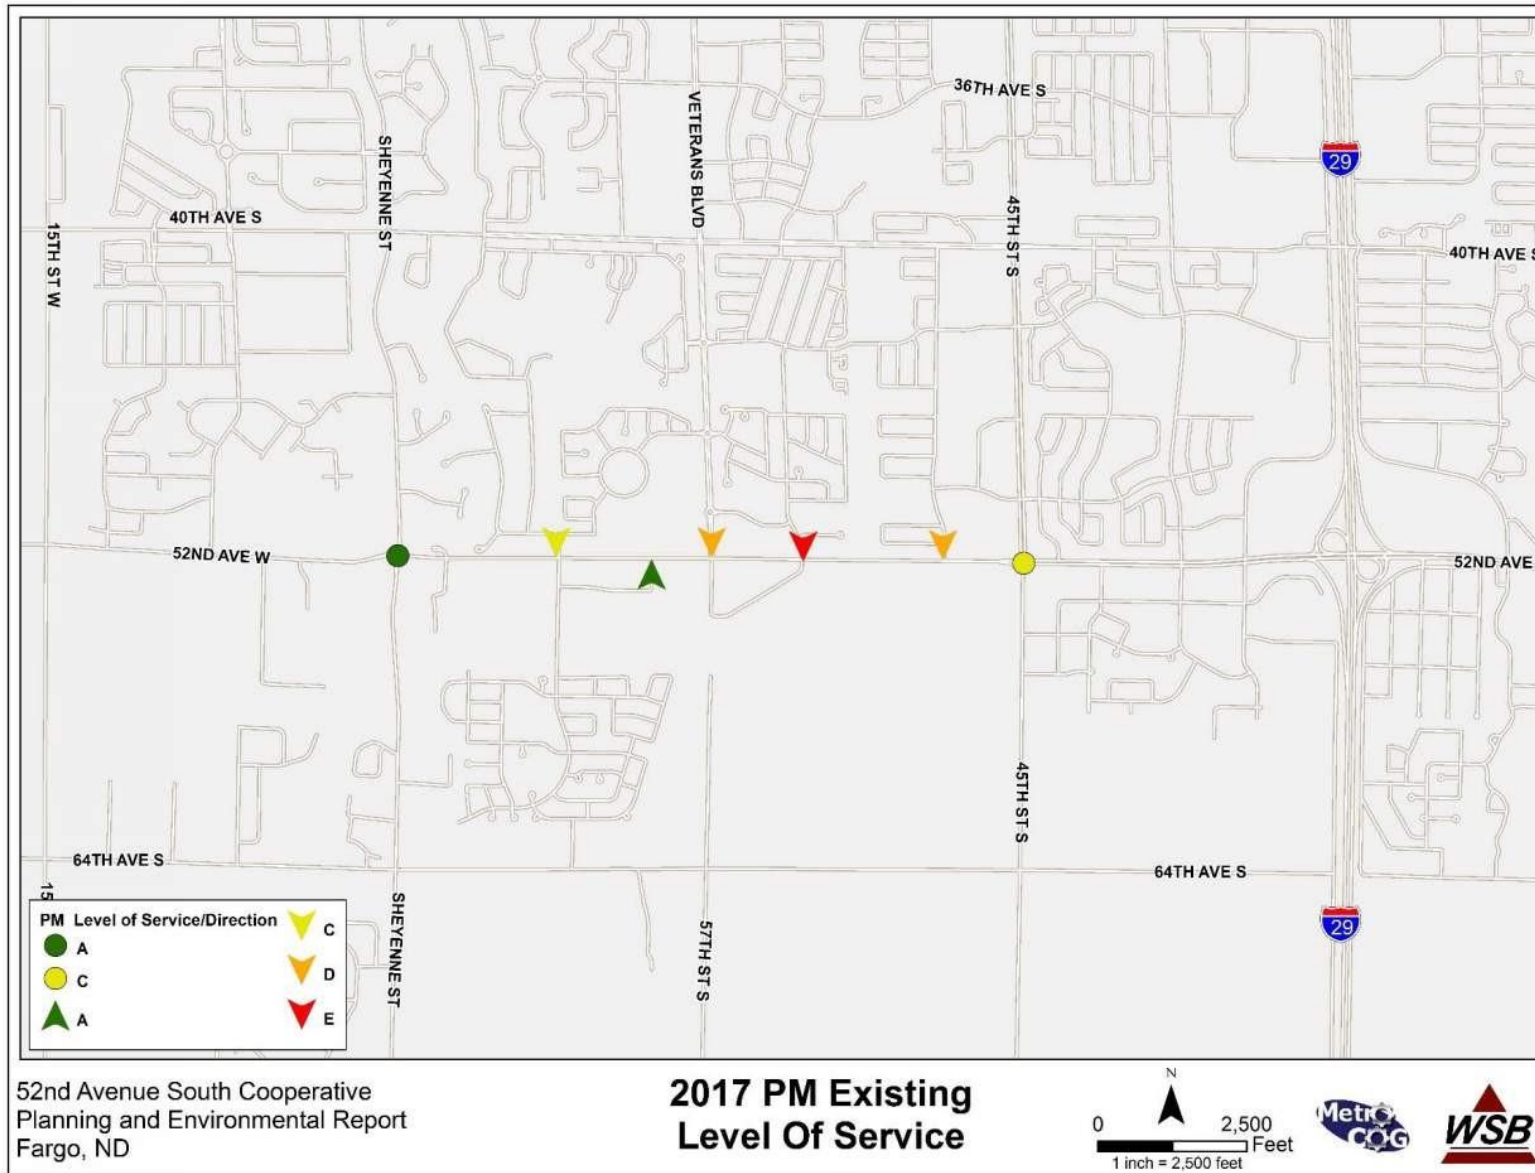 36TH AVE S
VETERANS BLVD
SHEYENNE ST
29
40TH AVE S
45TH ST S
15TH ST W
40TH AVE S
52ND AVE W
52ND AVE
45TH ST S
64TH AVE S
64TH AVE S
15
SHEYENNE ST
57TH ST S
29
PM Level of Service/Direction
A
C
A
C
D
E
52nd Avenue South Cooperative
Planning and Environmental Report
Fargo, ND
2017 PM Existing
Level Of Service
N
0 2,500
Feet
1 inch = 2,500 feet
Metro
COG
WSB